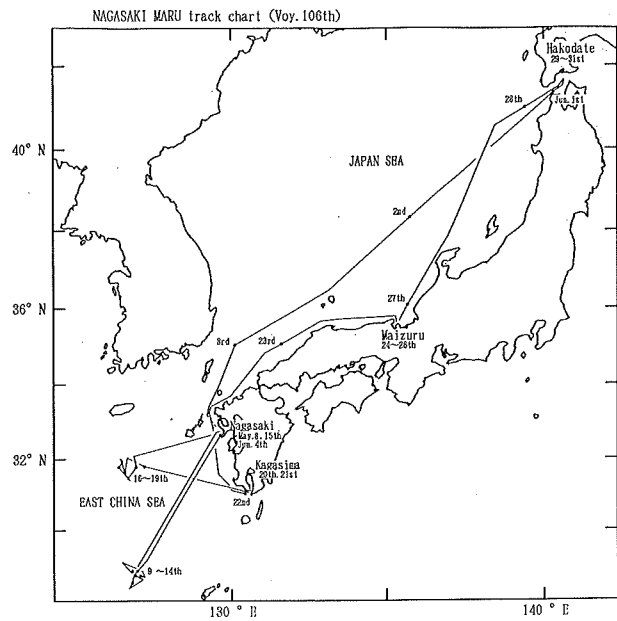 NAGASAKI MARU track chart (Voy. 106th)
Hakodate
29～31st
28th
Jun. 1st
40° N
JAPAN SEA
2nd
27th
36° N
3rd
23rd
Maizuru
24～26th
Nagasaki
May. 8. 15th
Jun. 4th
32° N
16～19th
Kagosima
20th. 21st
EAST CHINA SEA
22nd
9～14th
130° E
140° E